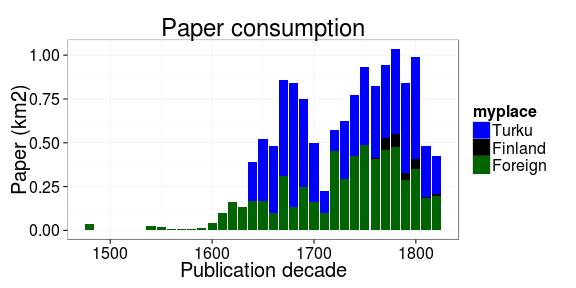 Paper consumption
1.00
0.75
0.50
0.25
0.00
Paper (km2)
1500
1600
1700
1800
Publication decade
myplace
Turku
Finland
Foreign